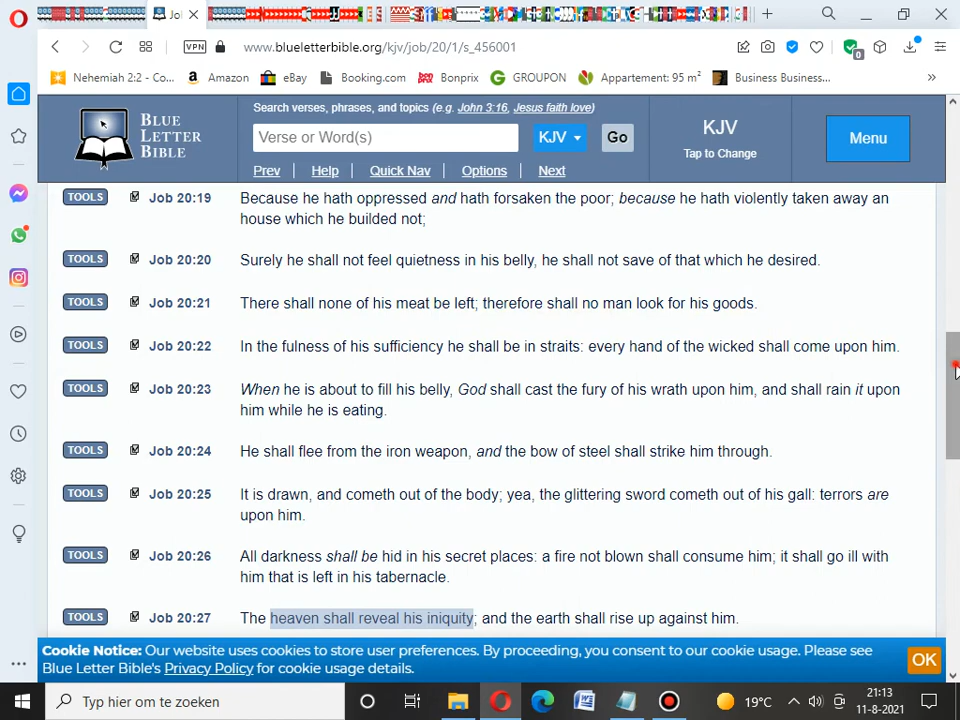 Jol
www.blueletterbible.org/kjv/job/20/1/s_456001
VPN
0
Nehemiah 2:2 - Co...
Amazon
eBay
Booking.com
Bonprix
GROUPON
Appartement: 95 m²
Business Business...
BLUE
LETTER
BIBLE
Search verses, phrases, and topics (e.g. John 3:16, Jesus faith love)
Verse or Word(s)
KJV
Go
Prev
Help
Quick Nav
Options
Next
KJV
Tap to Change
Menu
TOOLS Job 20:19 Because he hath oppressed and hath forsaken the poor; because he hath violently taken away an
house which he builded not;
TOOLS Job 20:20 Surely he shall not feel quietness in his belly, he shall not save of that which he desired.
TOOLS Job 20:21 There shall none of his meat be left; therefore shall no man look for his goods.
TOOLS Job 20:22 In the fulness of his sufficiency he shall be in straits: every hand of the wicked shall come upon him.
TOOLS Job 20:23 When he is about to fill his belly, God shall cast the fury of his wrath upon him, and shall rain it upon
him while he is eating.
TOOLS Job 20:24 He shall flee from the iron weapon, and the bow of steel shall strike him through.
TOOLS Job 20:25 It is drawn, and cometh out of the body; yea, the glittering sword cometh out of his gall: terrors are
upon him.
TOOLS Job 20:26 All darkness shall be hid in his secret places: a fire not blown shall consume him; it shall go ill with
him that is left in his tabernacle.
TOOLS Job 20:27 The heaven shall reveal his iniquity; and the earth shall rise up against him.
Cookie Notice: Our website uses cookies to store user preferences. By proceeding, you consent to our cookie usage. Please see
Blue Letter Bible's Privacy Policy for cookie usage details.
OK
Typ hier om te zoeken
19°C
21:13
11-8-2021